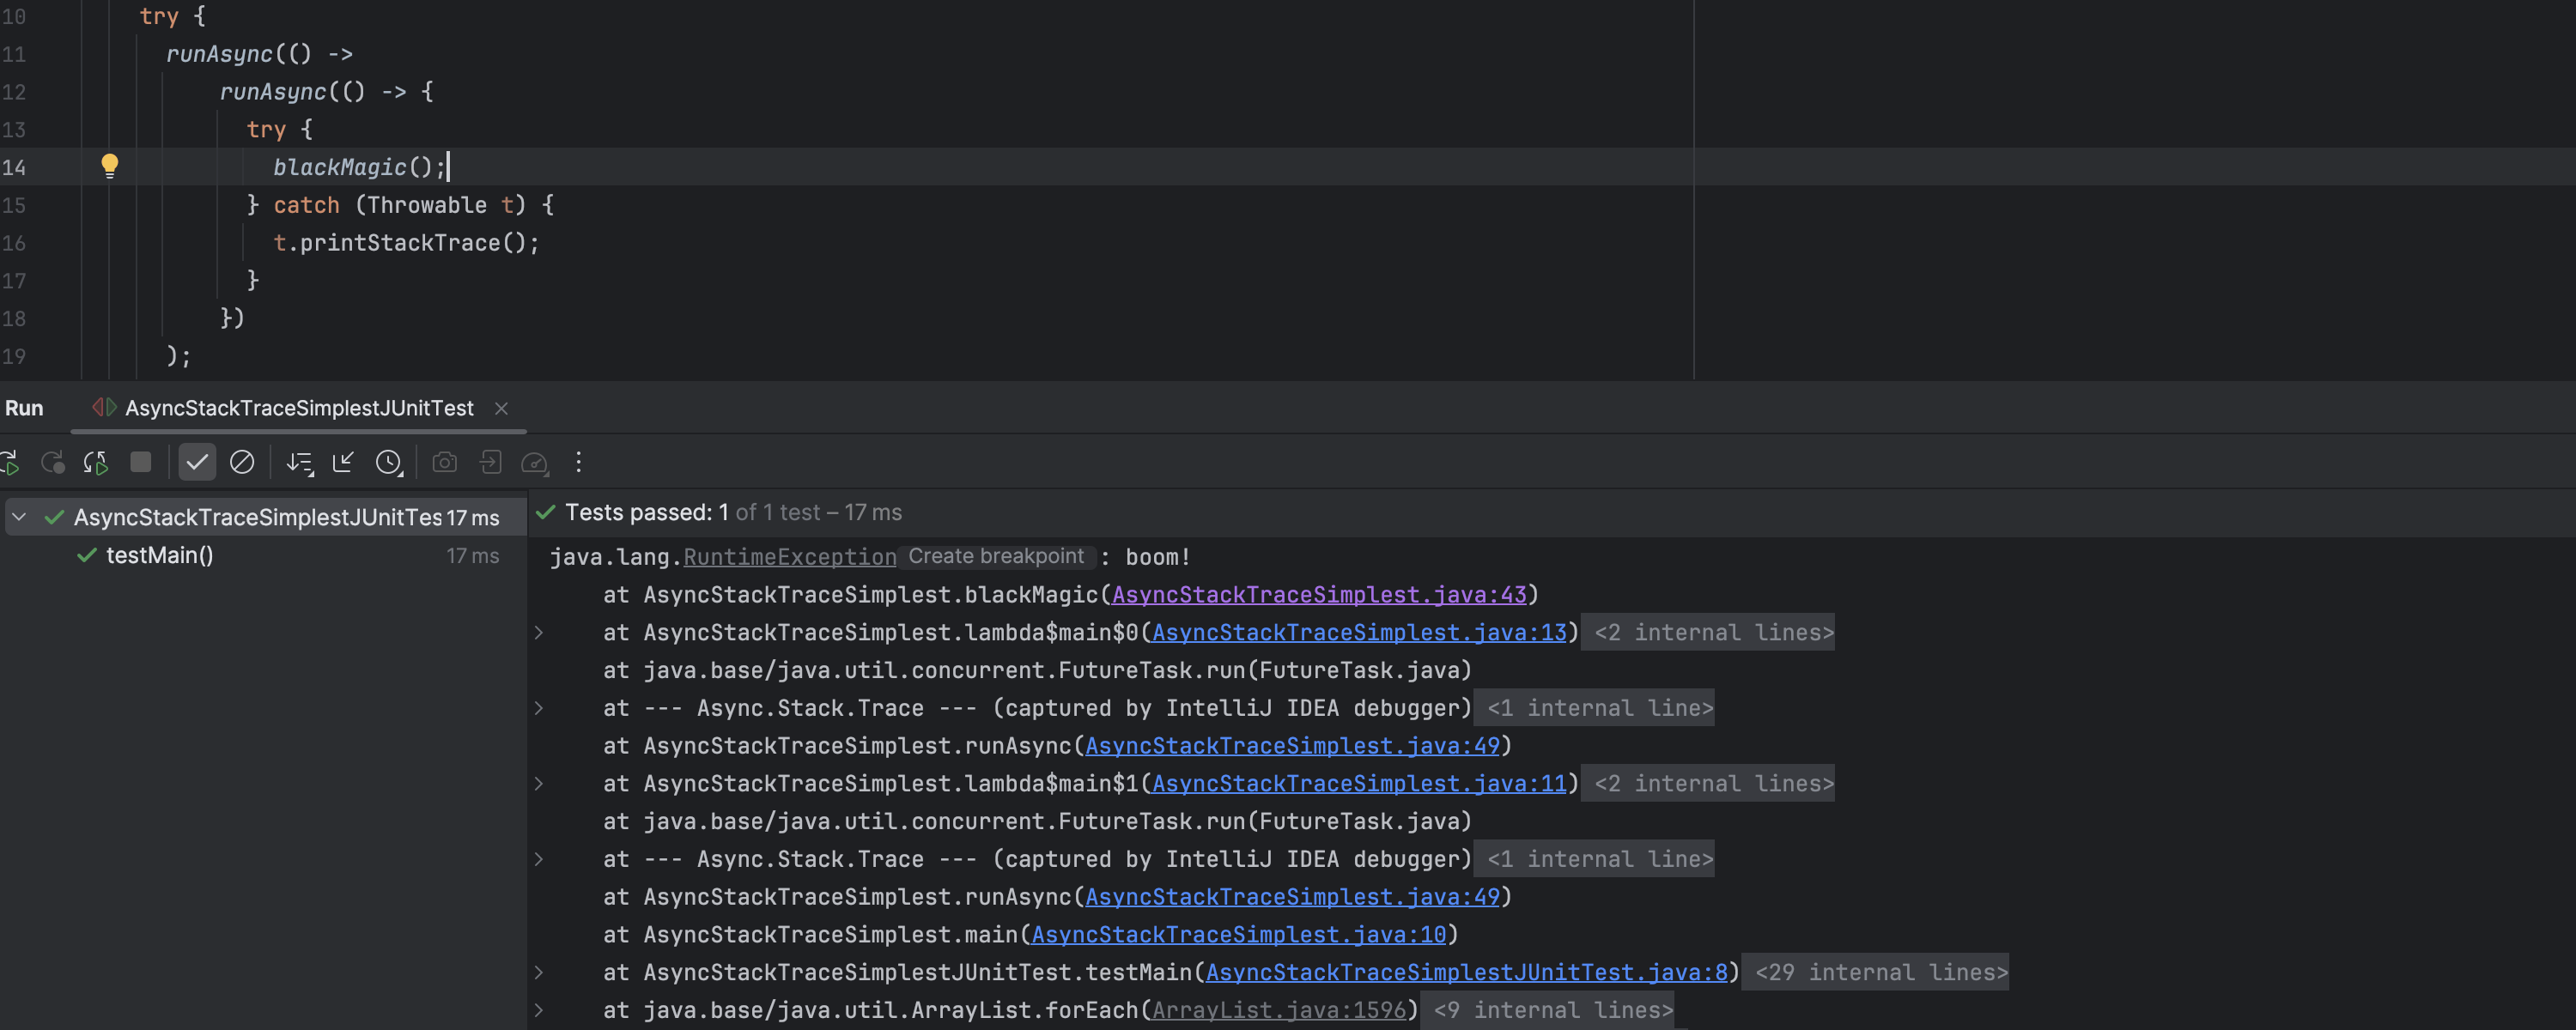 10 try {
11 runAsync(() ->
12 runAsync(() -> {
13 try {
14 blackMagic();
15 } catch (Throwable t) {
16 t.printStackTrace();
17 }
18 })
19 );
Run AsyncStackTraceSimplestJUnitTest
AsyncStackTraceSimplestJUnitTes 17 ms
testMain() 17 ms
Tests passed: 1 of 1 test – 17 ms
java.lang.RuntimeException Create breakpoint : boom!
at AsyncStackTraceSimplest.blackMagic(AsyncStackTraceSimplest.java:43)
at AsyncStackTraceSimplest.lambda$main$0(AsyncStackTraceSimplest.java:13) <2 internal lines>
at java.base/java.util.concurrent.FutureTask.run(FutureTask.java)
at --- Async.Stack.Trace --- (captured by IntelliJ IDEA debugger) <1 internal line>
at AsyncStackTraceSimplest.runAsync(AsyncStackTraceSimplest.java:49)
at AsyncStackTraceSimplest.lambda$main$1(AsyncStackTraceSimplest.java:11) <2 internal lines>
at java.base/java.util.concurrent.FutureTask.run(FutureTask.java)
at --- Async.Stack.Trace --- (captured by IntelliJ IDEA debugger) <1 internal line>
at AsyncStackTraceSimplest.runAsync(AsyncStackTraceSimplest.java:49)
at AsyncStackTraceSimplest.main(AsyncStackTraceSimplest.java:10)
at AsyncStackTraceSimplestJUnitTest.testMain(AsyncStackTraceSimplestJUnitTest.java:8) <29 internal lines>
at java.base/java.util.ArrayList.forEach(ArrayList.java:1596) <9 internal lines>